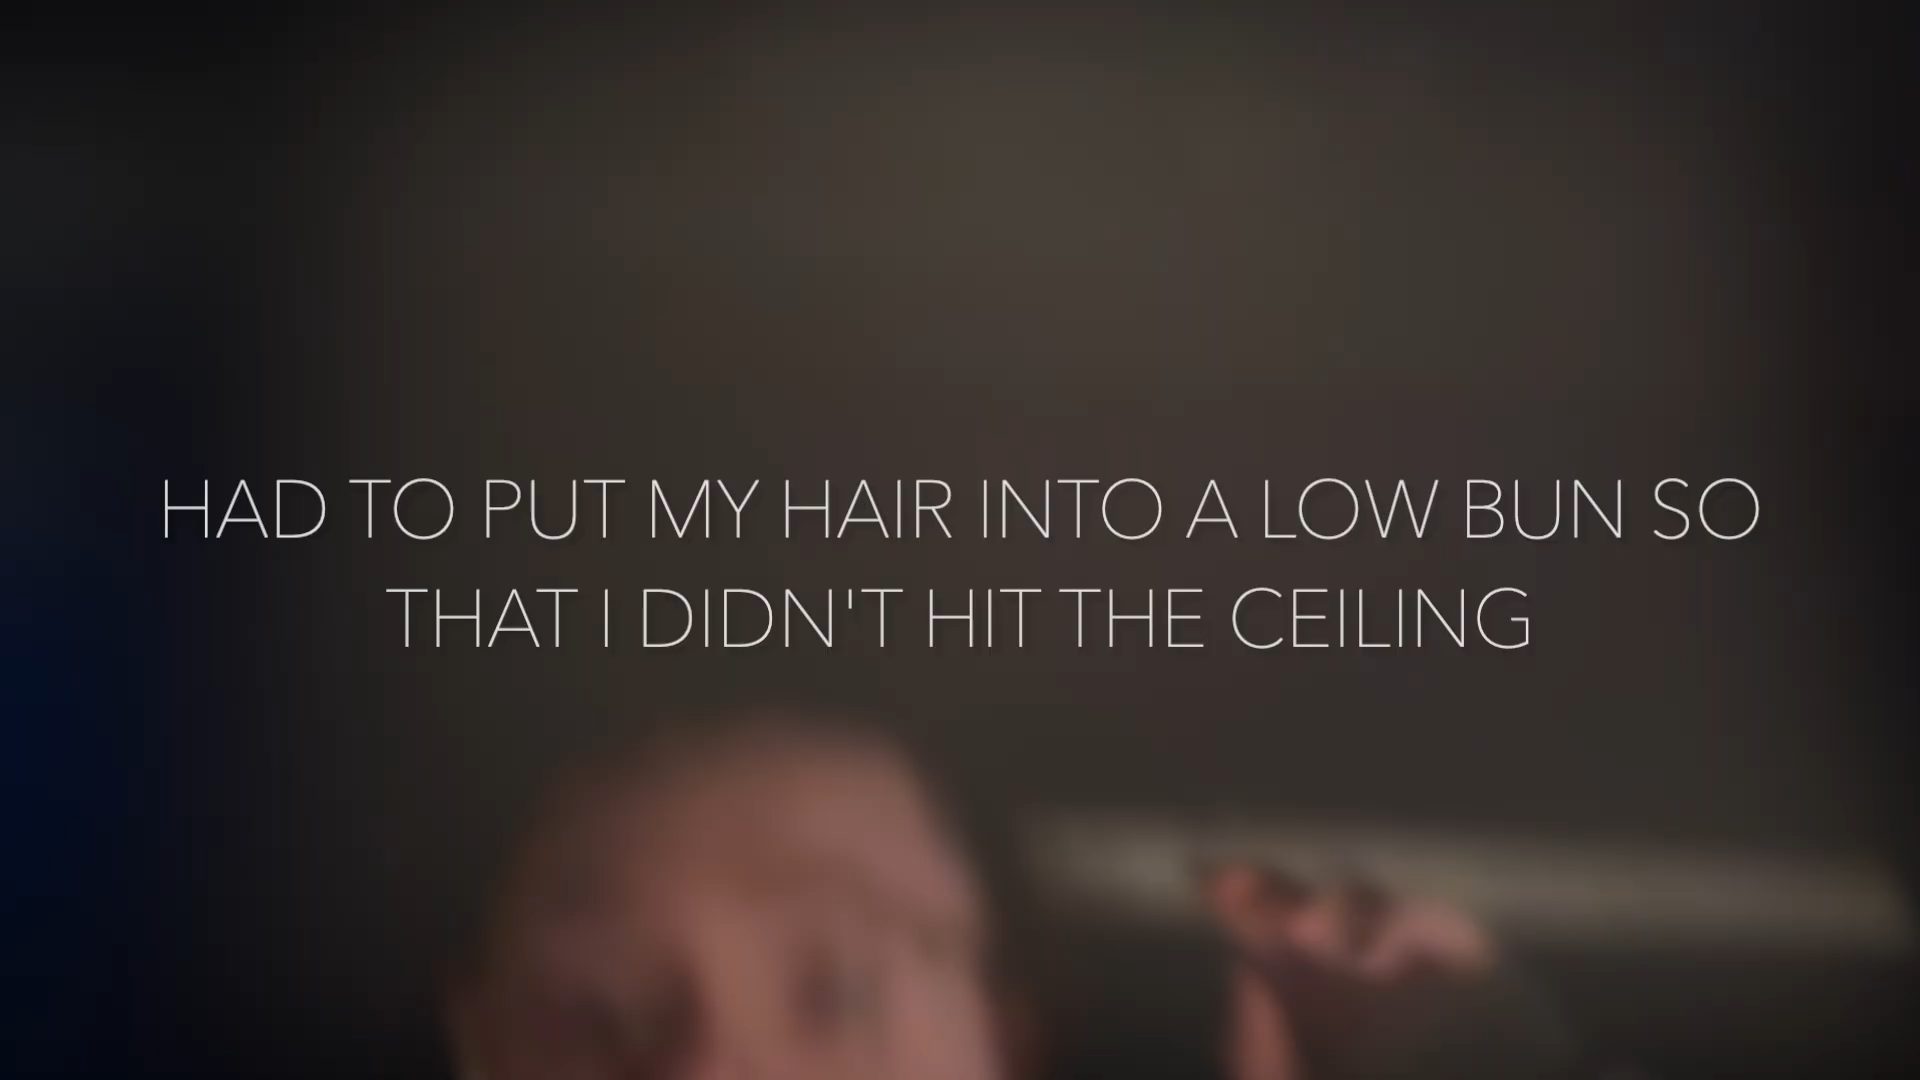 HAD TO PUT MY HAIR INTO A LOW BUN SO
THAT I DIDN'T HIT THE CEILING